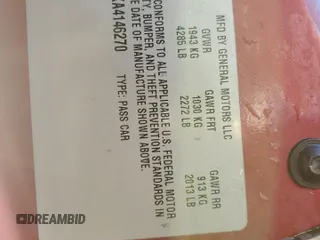 MFD BY GENERAL MOTORS LLC
GVWR GAWR FRT GAWR RR
1943 KG 1030 KG 913 KG
4285 LB 2272 LB 2013 LB
CONFORMS TO ALL APPLICABLE U.S. FEDERAL MOTOR
TY, BUMPER, AND THEFT PREVENTION STANDARDS IN
E DATE OF MANUFACTURE SHOWN ABOVE.
A4146270 TYPE: PASS CAR
DREAMBID